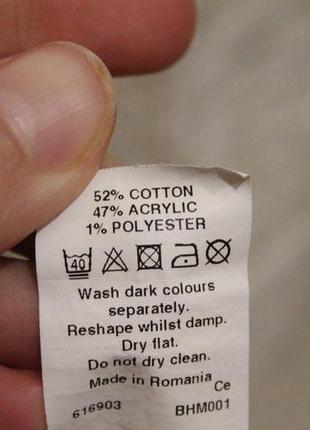 52% COTTON
47% ACRYLIC
1% POLYESTER
40
Wash dark colours
separately.
Reshape whilst damp.
Dry flat.
Do not dry clean.
Made in Romania
Ce
616903 BHM001